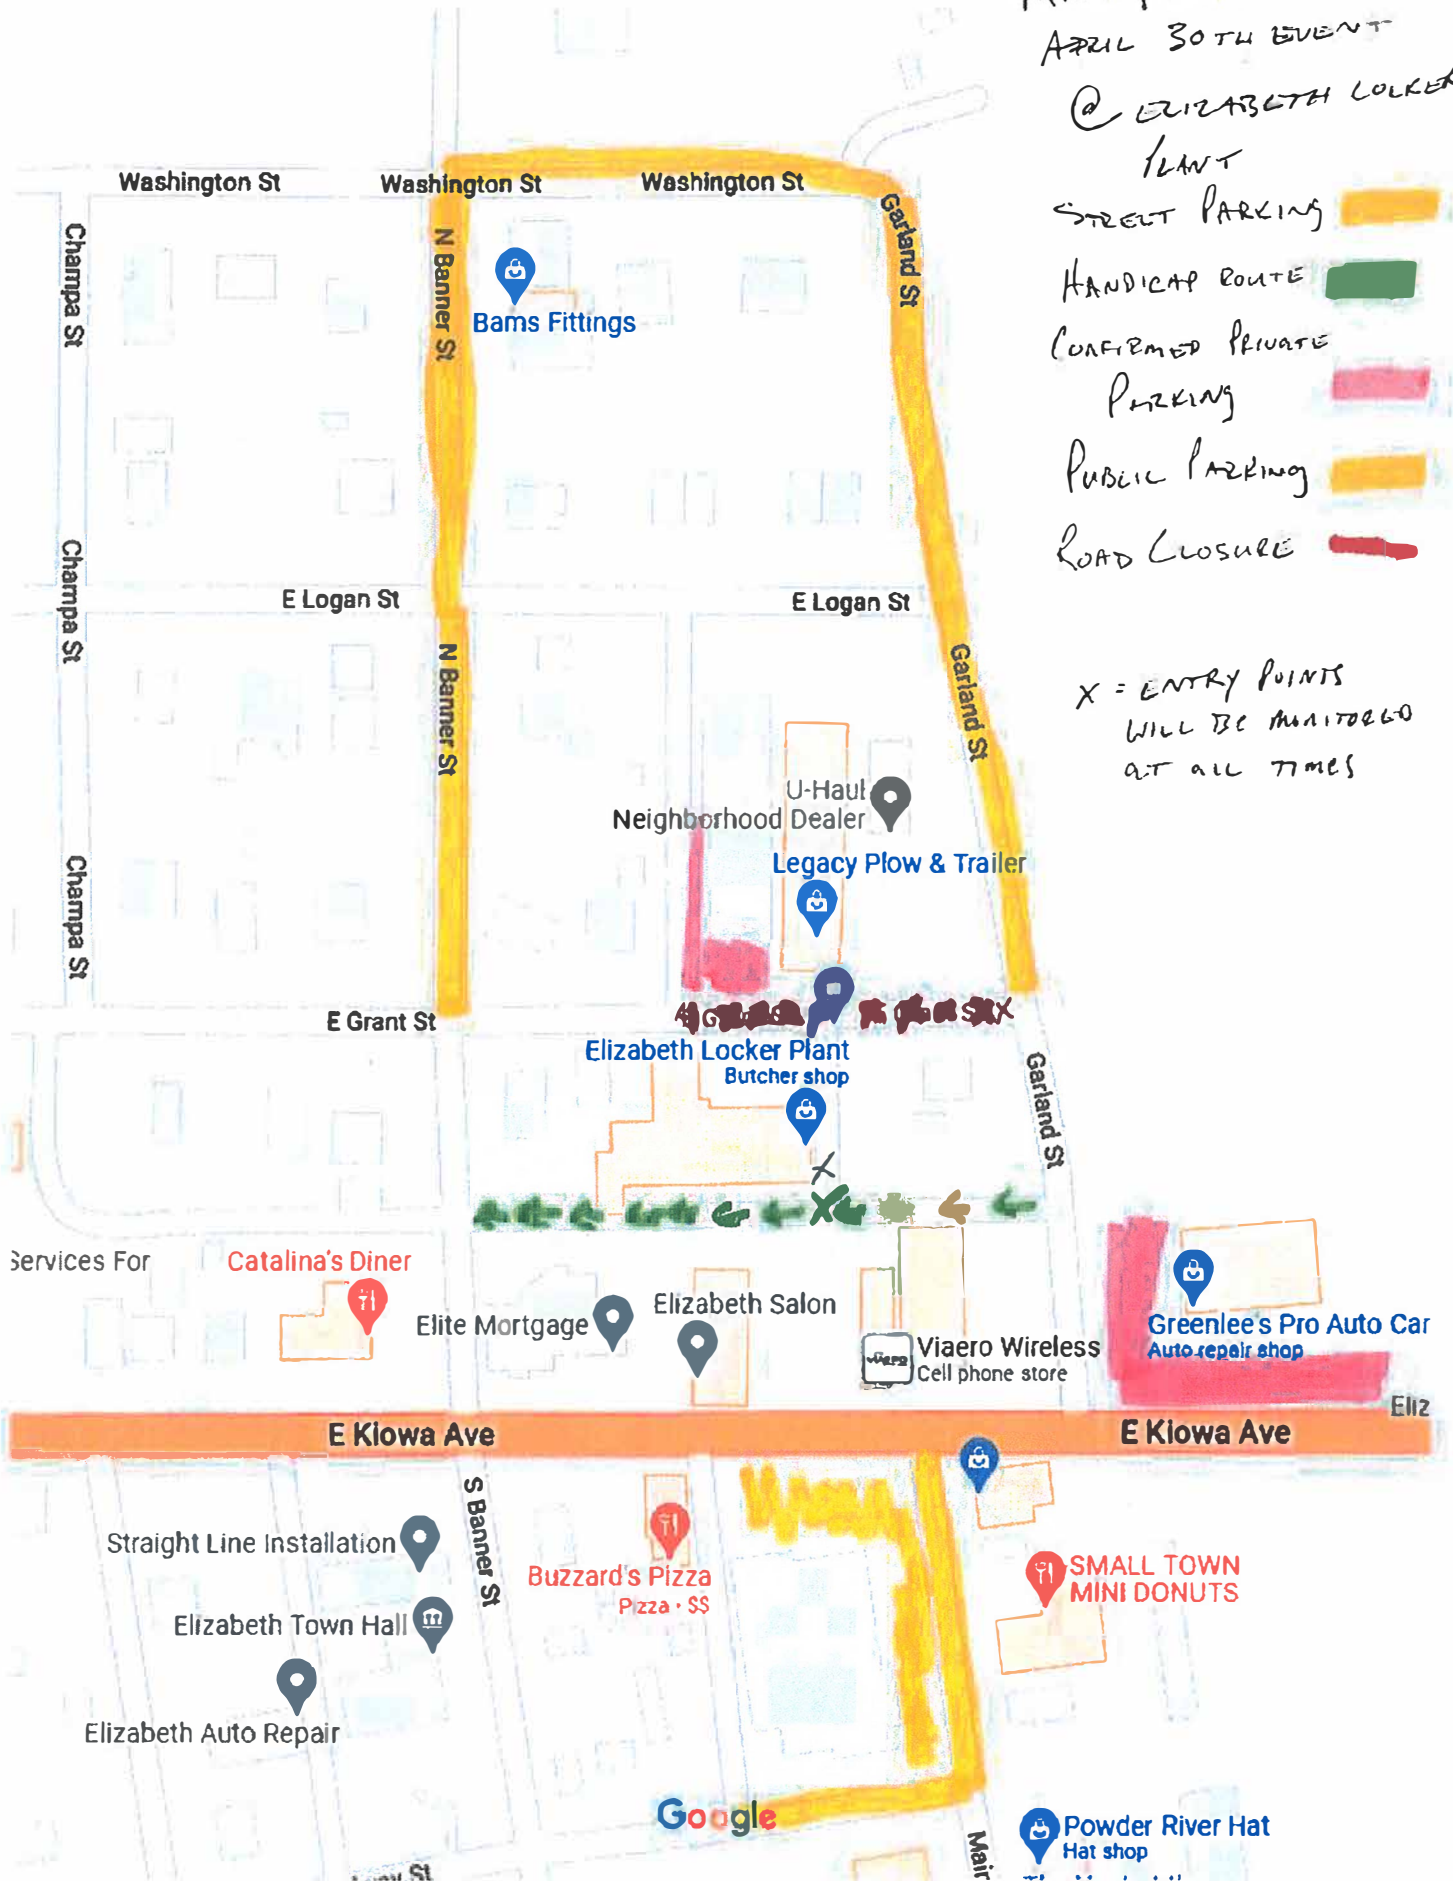 APRIL 30TH EVENT
@ ELIZABETH LOCKER
PLANT
STREET PARKING
HANDICAP ROUTE
CONFIRMED PRIVATE
PARKING
PUBLIC PARKING
ROAD CLOSURE
X = ENTRY POINTS
WILL BE MONITORED
AT ALL TIMES
Washington St
Washington St
Washington St
Champa St
N Banner St
Garland St
Bams Fittings
Champa St
E Logan St
E Logan St
N Banner St
Garland St
U-Haul
Neighborhood Dealer
Legacy Plow & Trailer
Champa St
E Grant St
X
Elizabeth Locker Plant
Butcher shop
Garland St
X
X
Services For
Catalina's Diner
Elite Mortgage
Elizabeth Salon
Viaero Wireless
Cell phone store
Greenlee's Pro Auto Car
Auto repair shop
Eliz
E Kiowa Ave
E Kiowa Ave
S Banner St
Straight Line Installation
Buzzard's Pizza
Pizza · $$
SMALL TOWN
MINI DONUTS
Elizabeth Town Hall
Elizabeth Auto Repair
Google
Powder River Hat
Hat shop
Main
St